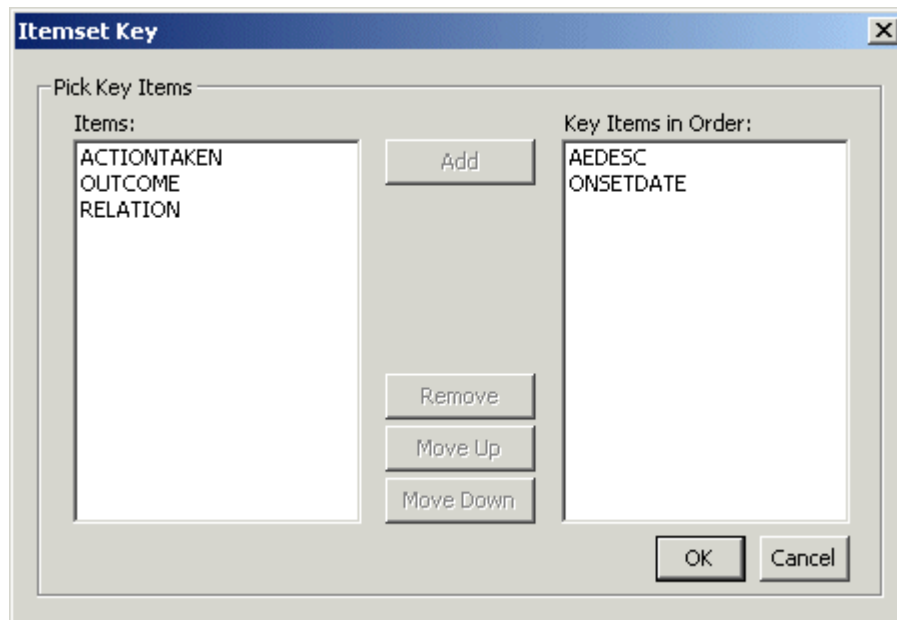 Itemset Key
Pick Key Items
Items:
ACTIONTAKEN
OUTCOME
RELATION
Add
Remove
Move Up
Move Down
Key Items in Order:
AEDESC
ONSETDATE
OK
Cancel